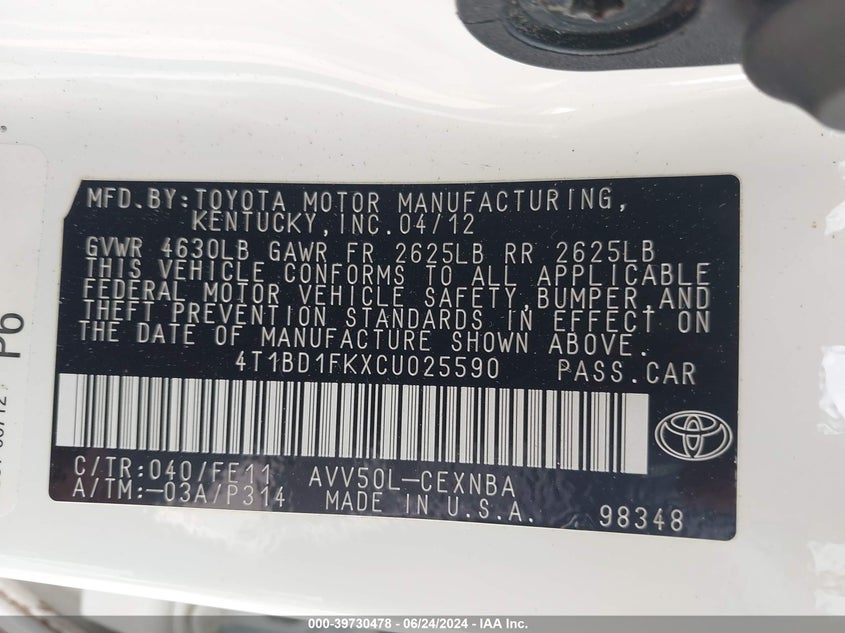 MFD.BY:TOYOTA MOTOR MANUFACTURING,
KENTUCKY,INC.04/12
GVWR 4630LB GAWR FR 2625LB RR 2625LB
THIS VEHICLE CONFORMS TO ALL APPLICABLE
FEDERAL MOTOR VEHICLE SAFETY,BUMPER,AND
THEFT PREVENTION STANDARDS IN EFFECT ON
THE DATE OF MANUFACTURE SHOWN ABOVE.
4T1BD1FKXCU025590 PASS.CAR
C/TR:040/FE11 AVV50L-CEXNBA
A/TM:-03A/P314 MADE IN U.S.A. 98348
P6
000-39730478 - 06/24/2024 - IAA Inc.